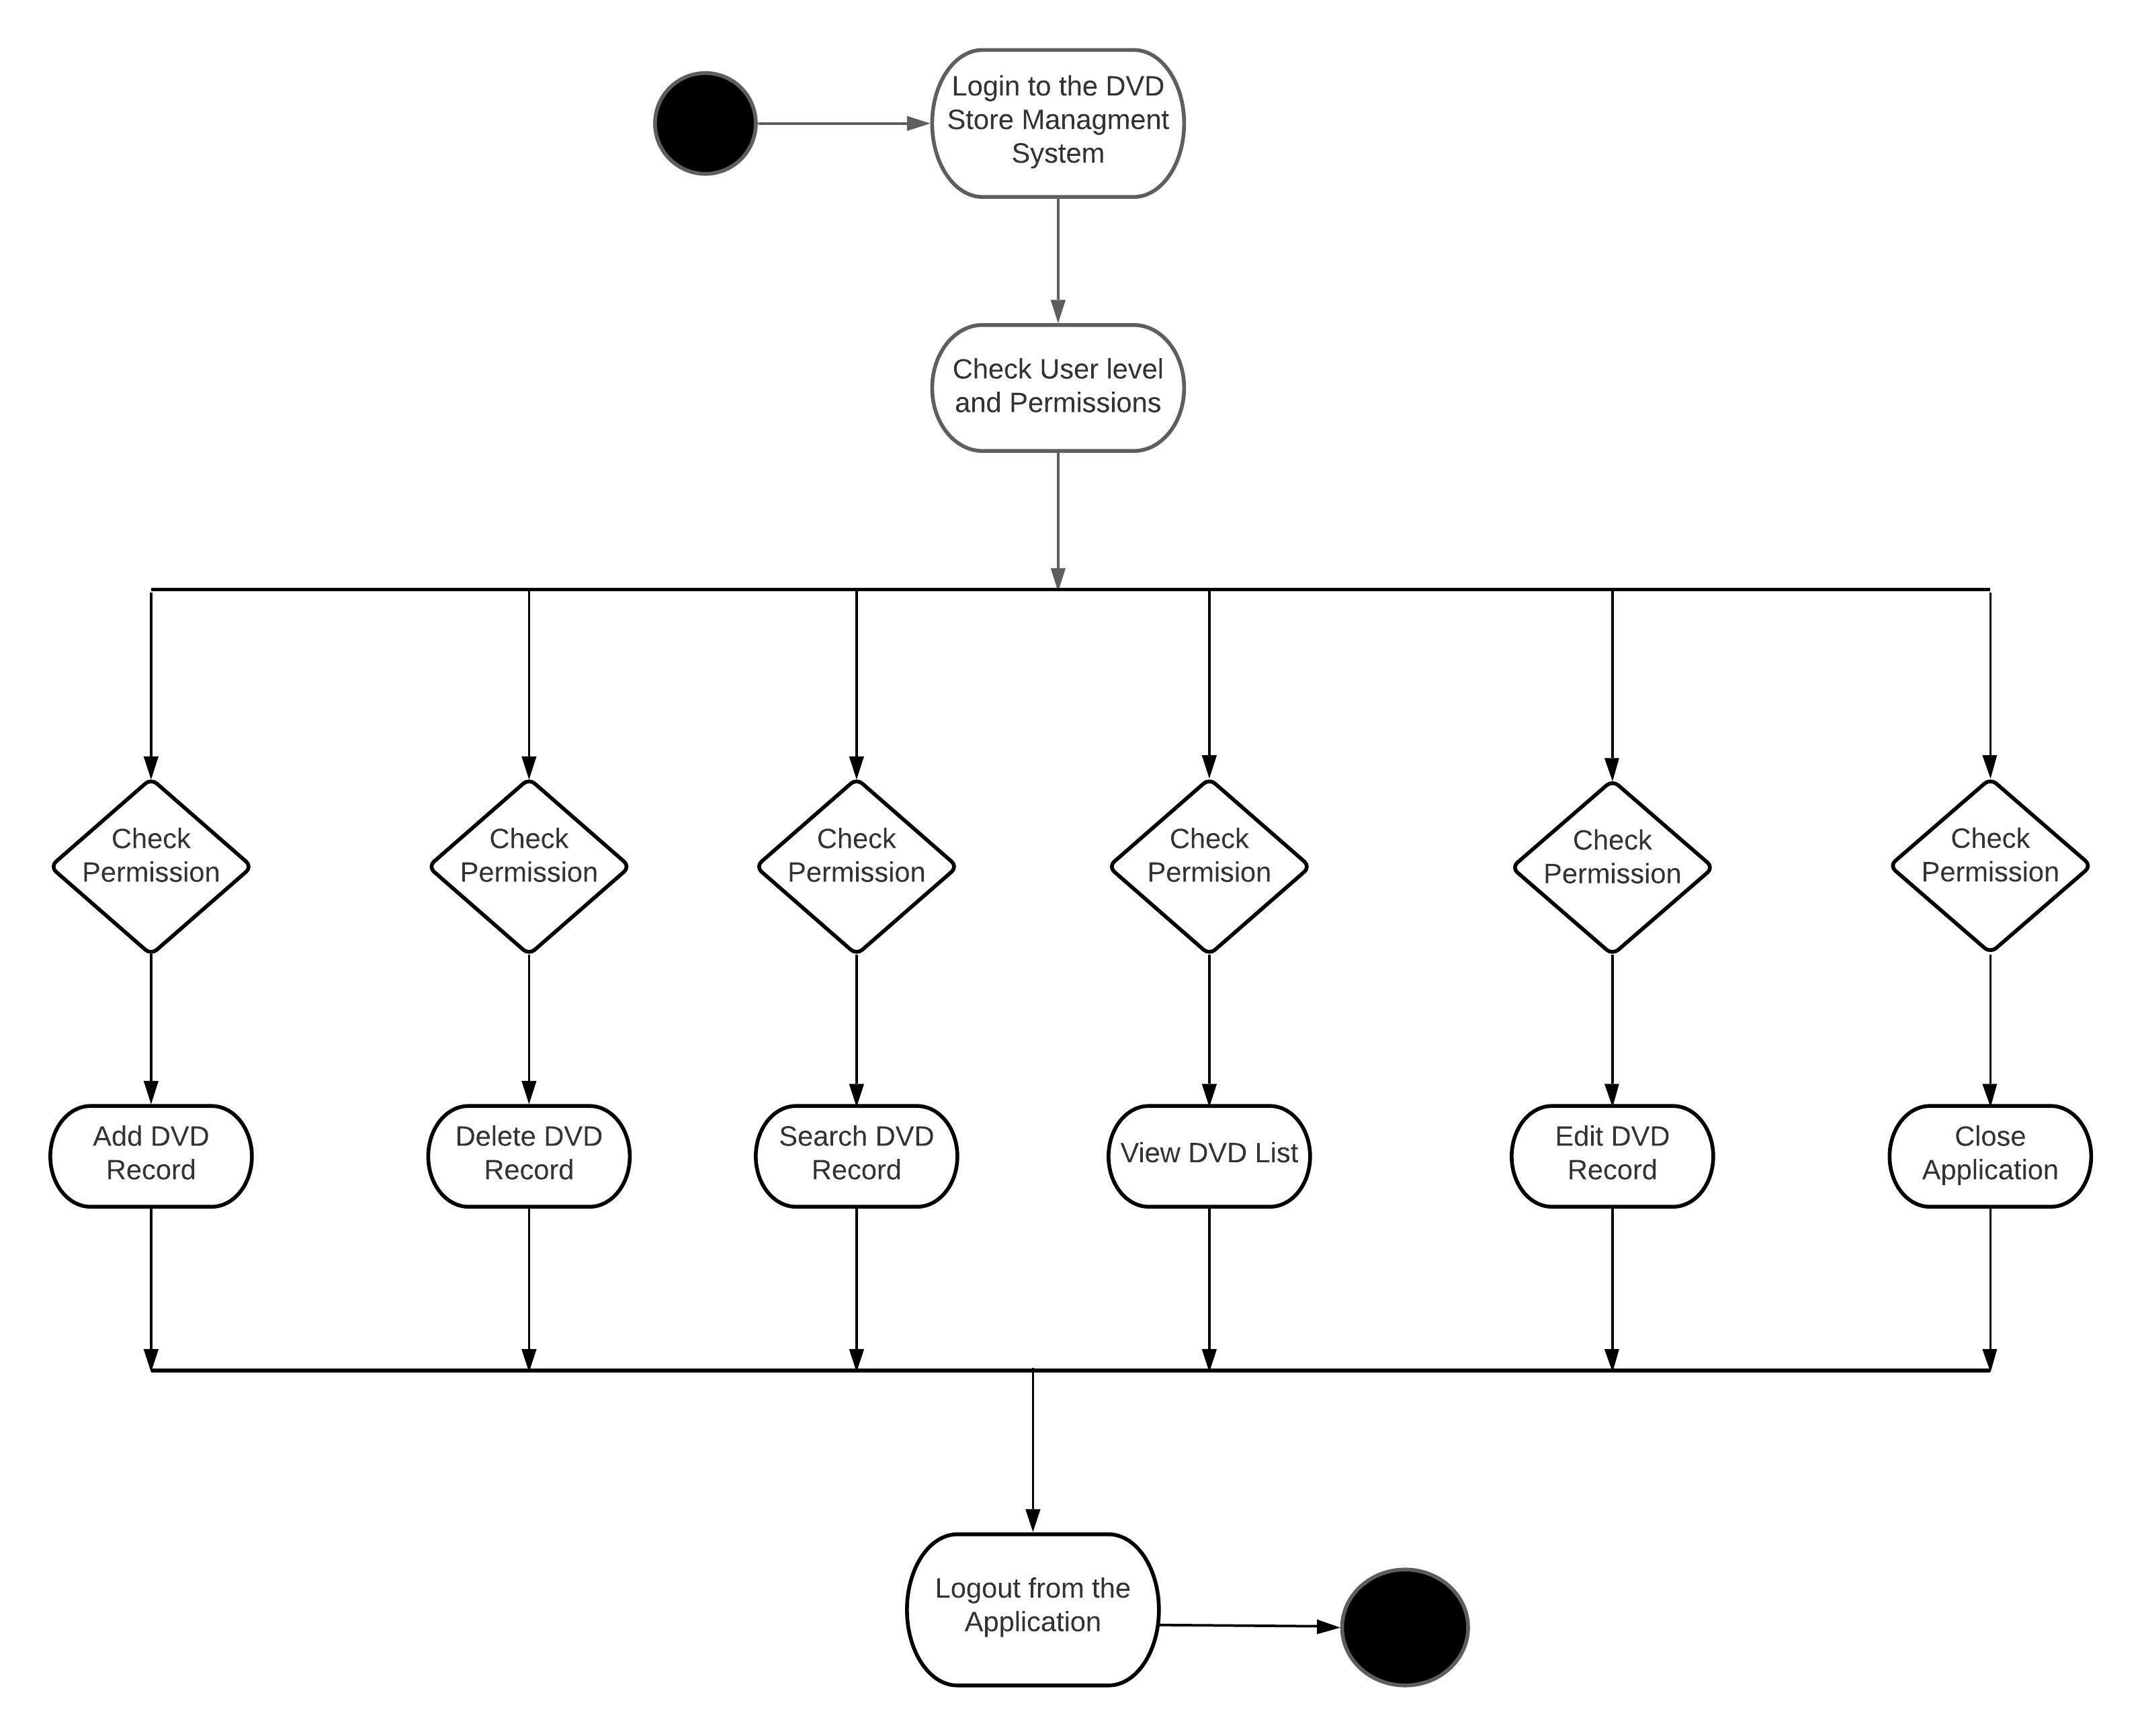 Login to the DVD
Store Managment
System
Check User level
and Permissions
Check
Permission
Check
Permission
Check
Permission
Check
Permision
Check
Permission
Check
Permission
Add DVD
Record
Delete DVD
Record
Search DVD
Record
View DVD List
Edit DVD
Record
Close
Application
Logout from the
Application